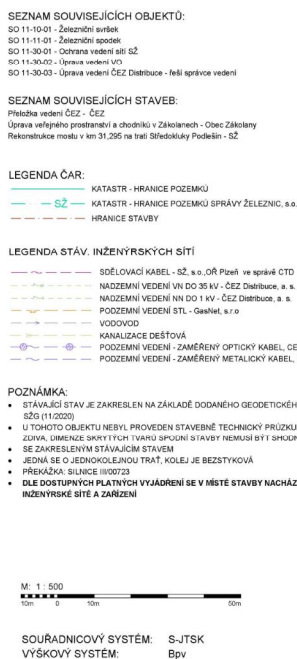 SEZNAM SOUVISEJÍCÍCH OBJEKTŮ:
SO 11-10-01 - Železniční svršek
SO 11-11-01 - Železniční spodek
SO 11-30-01 - Ochrana vedení sítí SŽ
SO 11-30-02 - Úprava vedení VO
SO 11-30-03 - Úprava vedení ČEZ Distribuce - řeší správce vedení
SEZNAM SOUVISEJÍCÍCH STAVEB:
Přeložka vedení ČEZ - ČEZ
Úprava veřejného prostranství a chodníků v Zákolanech - Obec Zákolany
Rekonstrukce mostu v km 31,295 na trati Středokluky Podlešín - SŽ
LEGENDA ČAR:
KATASTR - HRANICE POZEMKŮ
SŽ KATASTR - HRANICE POZEMKŮ SPRÁVY ŽELEZNIC, s.o.
HRANICE STAVBY
LEGENDA STÁV. INŽENÝRSKÝCH SÍTÍ
SDĚLOVACÍ KABEL - SŽ, s.o.,OŘ Plzeň ve správě CTD
NADZEMNÍ VEDENÍ VN DO 35 kV - ČEZ Distribuce, a. s.
NADZEMNÍ VEDENÍ NN DO 1 kV - ČEZ Distribuce, a. s.
PODZEMNÍ VEDENÍ STL - GasNet, s.r.o
VODOVOD
KANALIZACE DEŠŤOVÁ
PODZEMNÍ VEDENÍ - ZAMĚŘENÝ OPTICKÝ KABEL, CE
PODZEMNÍ VEDENÍ - ZAMĚŘENÝ METALICKÝ KABEL,
POZNÁMKA:
• STÁVAJÍCÍ STAV JE ZAKRESLEN NA ZÁKLADĚ DODANÉHO GEODETICKÉH
SŽG (11/2020)
• U TOHOTO OBJEKTU NEBYL PROVEDEN STAVEBNĚ TECHNICKÝ PRŮZKU
ZDIVA, DIMENZE SKRYTÝCH TVARŮ SPODNÍ STAVBY NEMUSÍ BÝT SHODN
• SE ZAKRESLENÝM STÁVAJÍCÍM STAVEM
• JEDNÁ SE O JEDNOKOLEJNOU TRAŤ, KOLEJ JE BEZSTYKOVÁ
• PŘEKÁŽKA: SILNICE III/00723
• DLE DOSTUPNÝCH PLATNÝCH VYJÁDŘENÍ SE V MÍSTĚ STAVBY NACHÁZ
INŽENÝRSKÉ SÍTĚ A ZAŘÍZENÍ
M: 1 : 500
10m 0 10m 50m
SOUŘADNICOVÝ SYSTÉM: S-JTSK
VÝŠKOVÝ SYSTÉM: Bpv